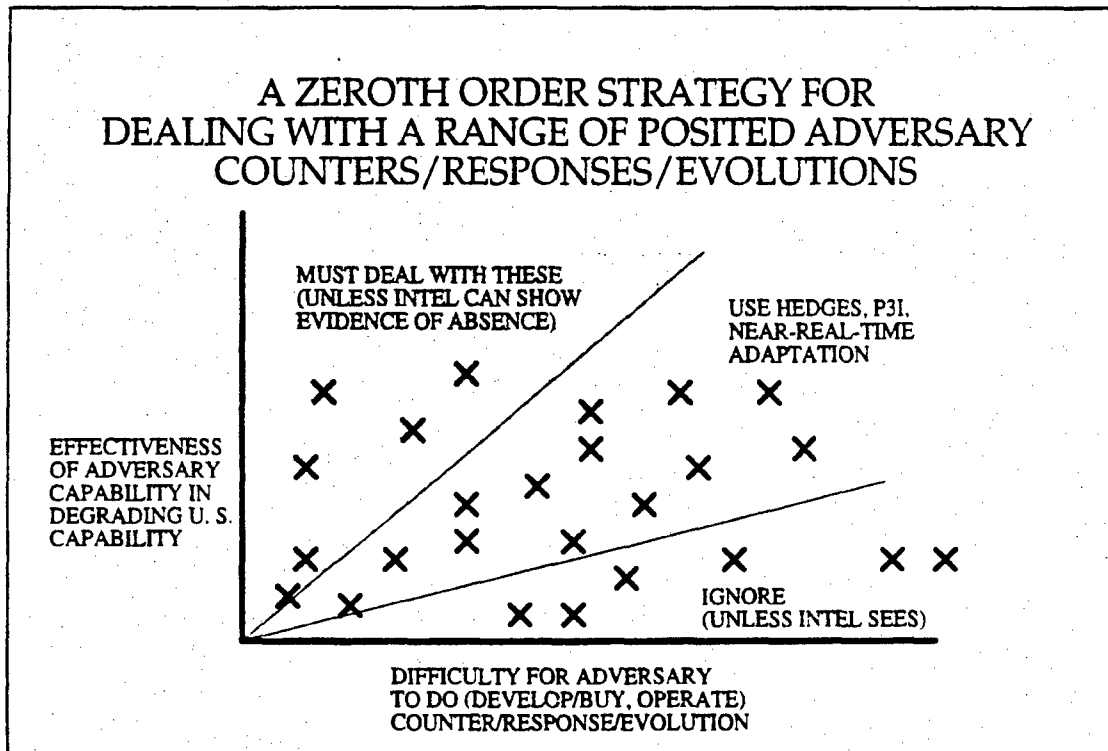 A ZEROTH ORDER STRATEGY FOR
DEALING WITH A RANGE OF POSITED ADVERSARY
COUNTERS/RESPONSES/EVOLUTIONS
MUST DEAL WITH THESE
(UNLESS INTEL CAN SHOW
EVIDENCE OF ABSENCE)
USE HEDGES, P3I,
NEAR-REAL-TIME
ADAPTATION
EFFECTIVENESS
OF ADVERSARY
CAPABILITY IN
DEGRADING U. S.
CAPABILITY
IGNORE
(UNLESS INTEL SEES)
DIFFICULTY FOR ADVERSARY
TO DO (DEVELOP/BUY, OPERATE)
COUNTER/RESPONSE/EVOLUTION